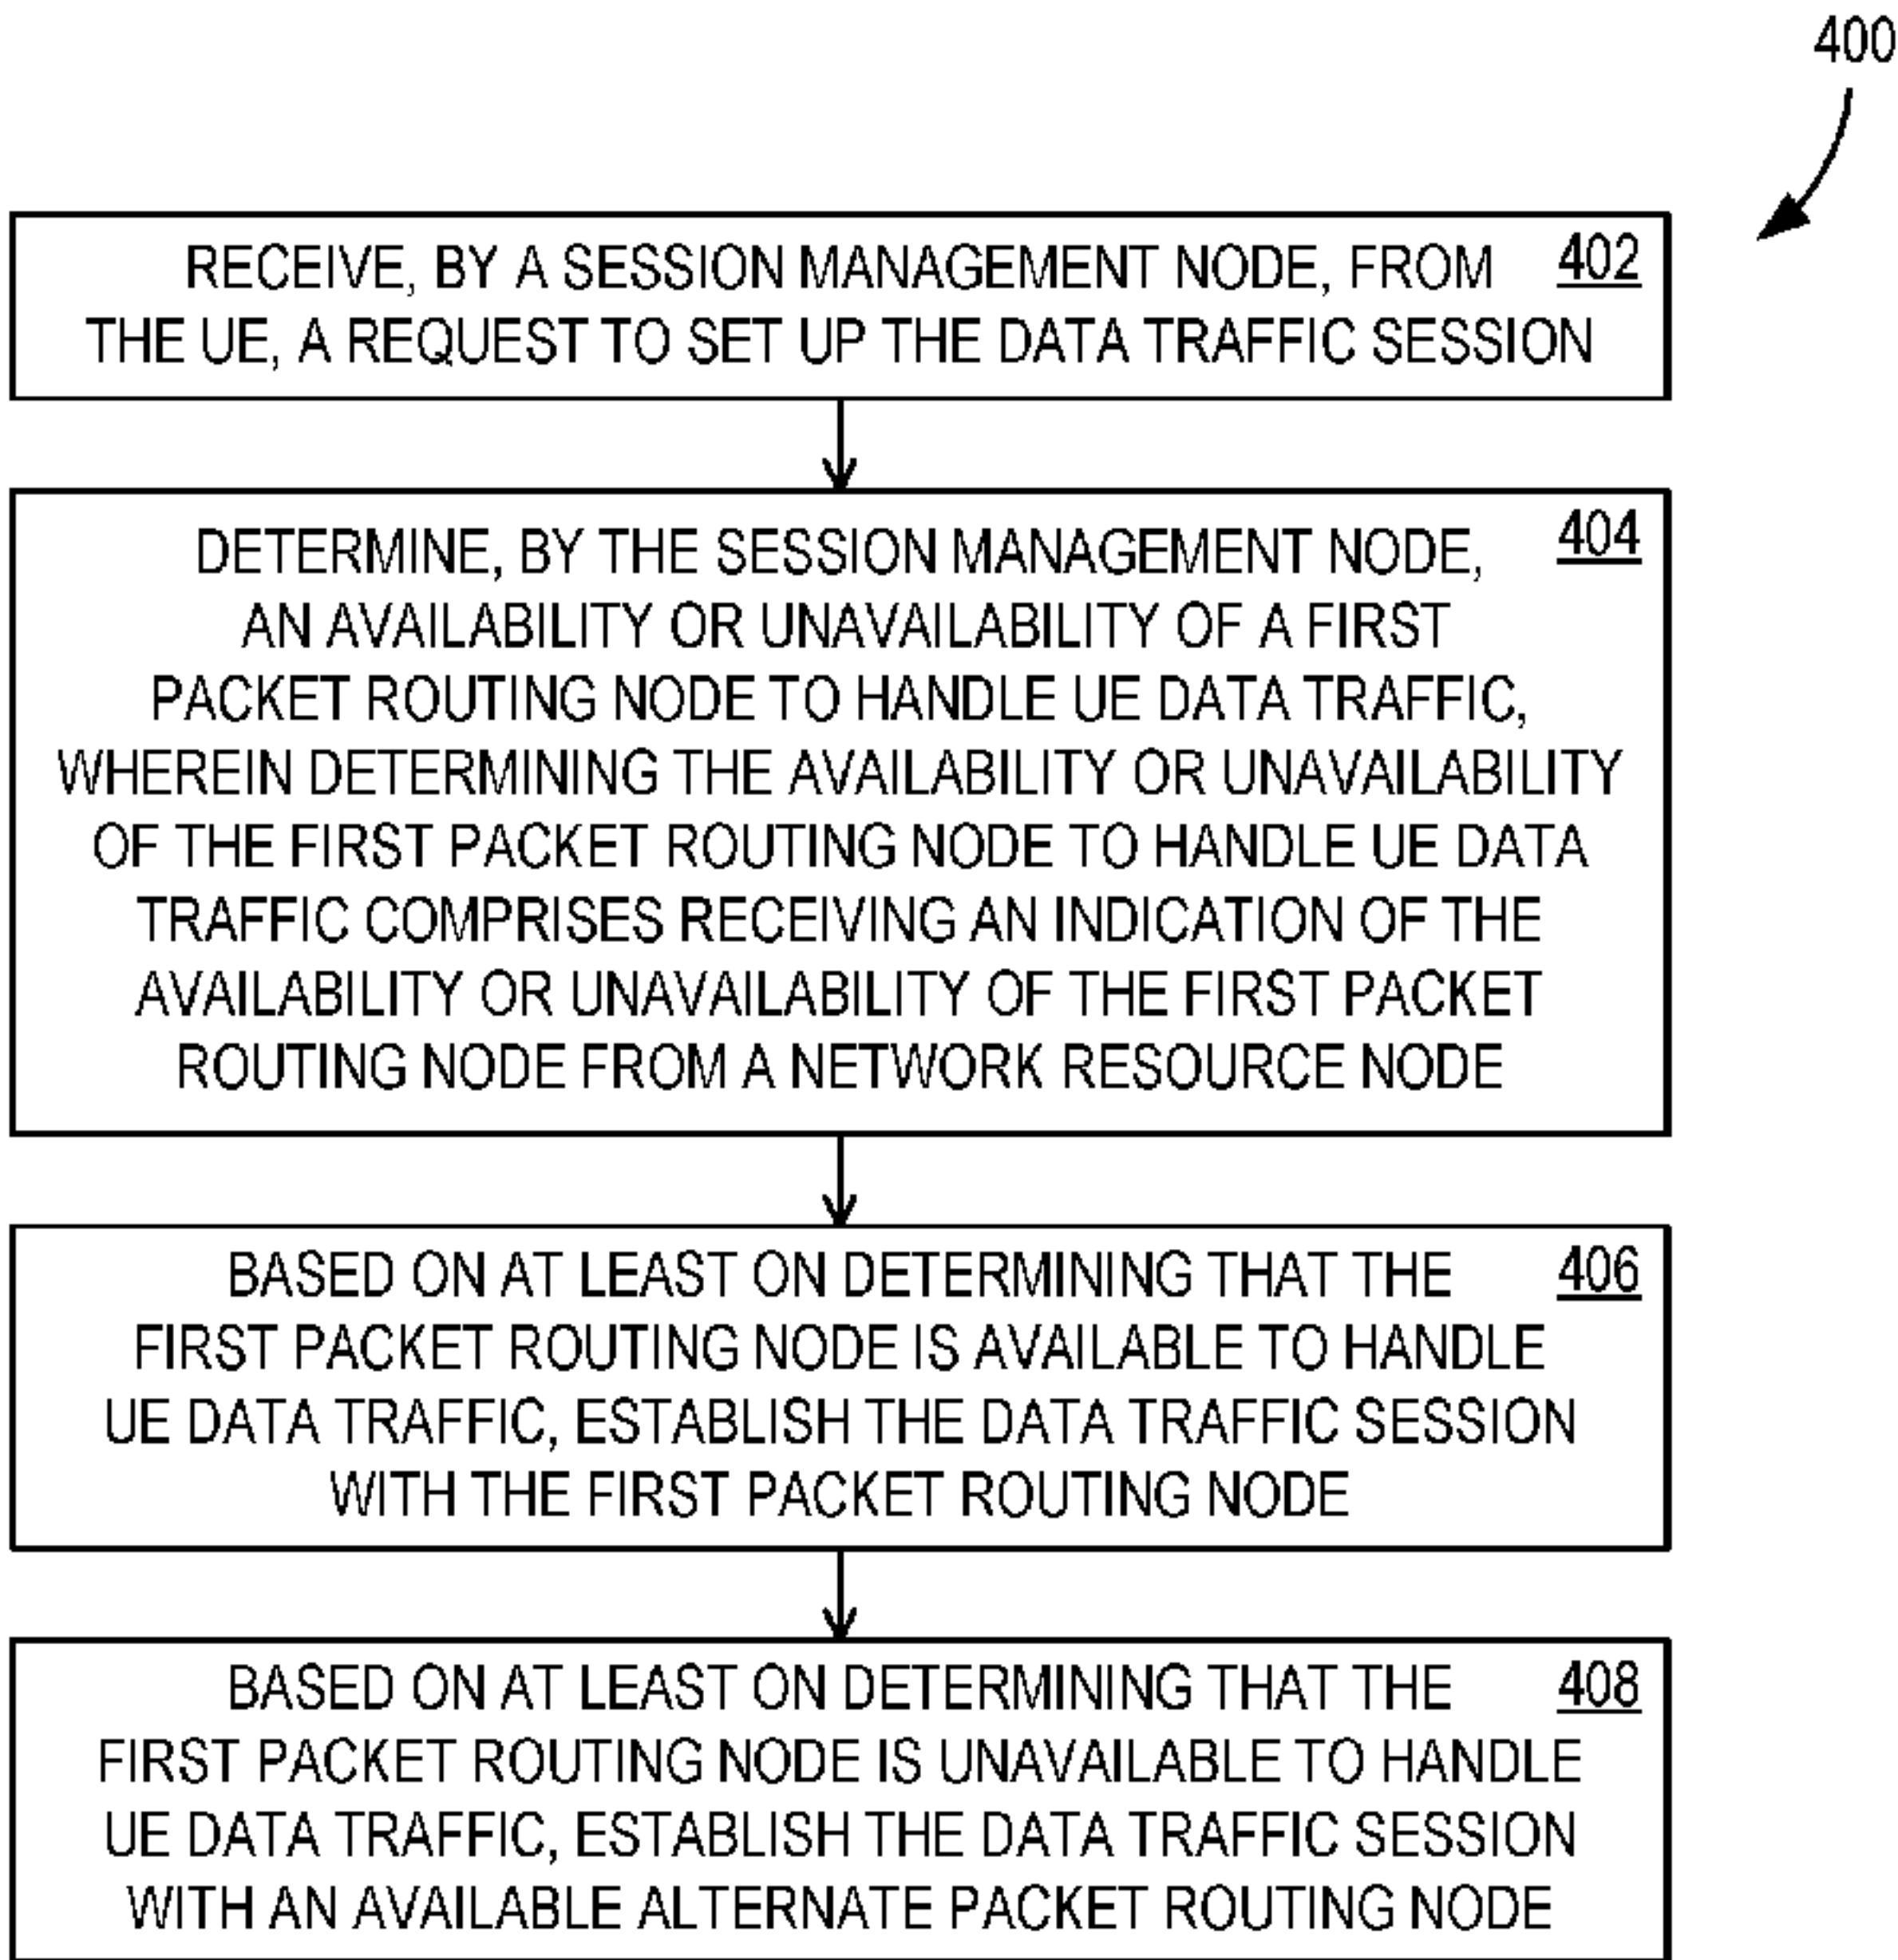 400
RECEIVE, BY A SESSION MANAGEMENT NODE, FROM 402
THE UE, A REQUEST TO SET UP THE DATA TRAFFIC SESSION
404
DETERMINE, BY THE SESSION MANAGEMENT NODE,
AN AVAILABILITY OR UNAVAILABILITY OF A FIRST
PACKET ROUTING NODE TO HANDLE UE DATA TRAFFIC,
WHEREIN DETERMINING THE AVAILABILITY OR UNAVAILABILITY
OF THE FIRST PACKET ROUTING NODE TO HANDLE UE DATA
TRAFFIC COMPRISES RECEIVING AN INDICATION OF THE
AVAILABILITY OR UNAVAILABILITY OF THE FIRST PACKET
ROUTING NODE FROM A NETWORK RESOURCE NODE
BASED ON AT LEAST ON DETERMINING THAT THE 406
FIRST PACKET ROUTING NODE IS AVAILABLE TO HANDLE
UE DATA TRAFFIC, ESTABLISH THE DATA TRAFFIC SESSION
WITH THE FIRST PACKET ROUTING NODE
BASED ON AT LEAST ON DETERMINING THAT THE 408
FIRST PACKET ROUTING NODE IS UNAVAILABLE TO HANDLE
UE DATA TRAFFIC, ESTABLISH THE DATA TRAFFIC SESSION
WITH AN AVAILABLE ALTERNATE PACKET ROUTING NODE